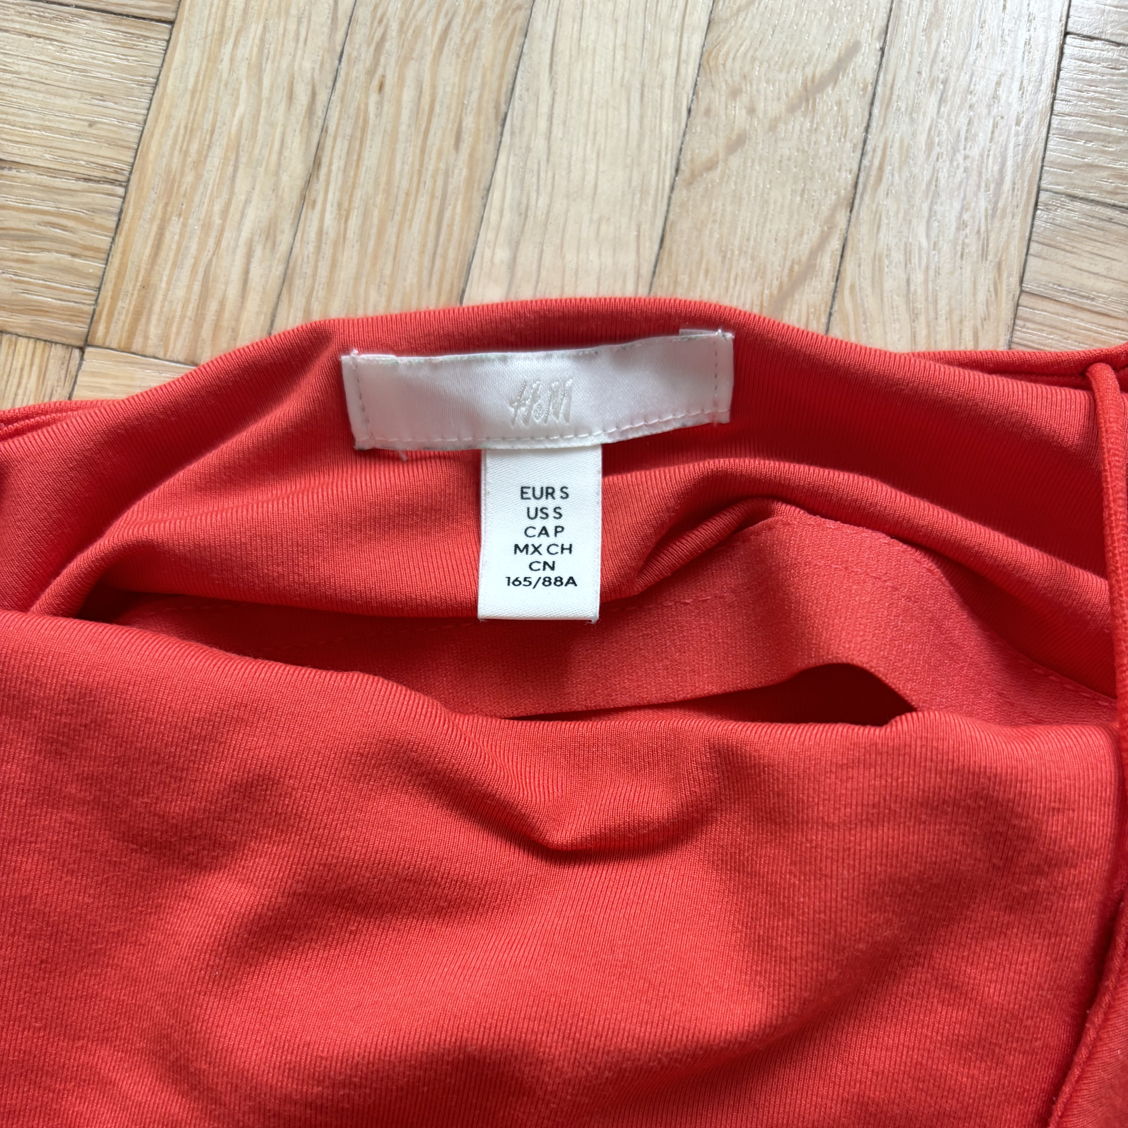 H&M
EUR S
US S
CA P
MX CH
CN
165/88A